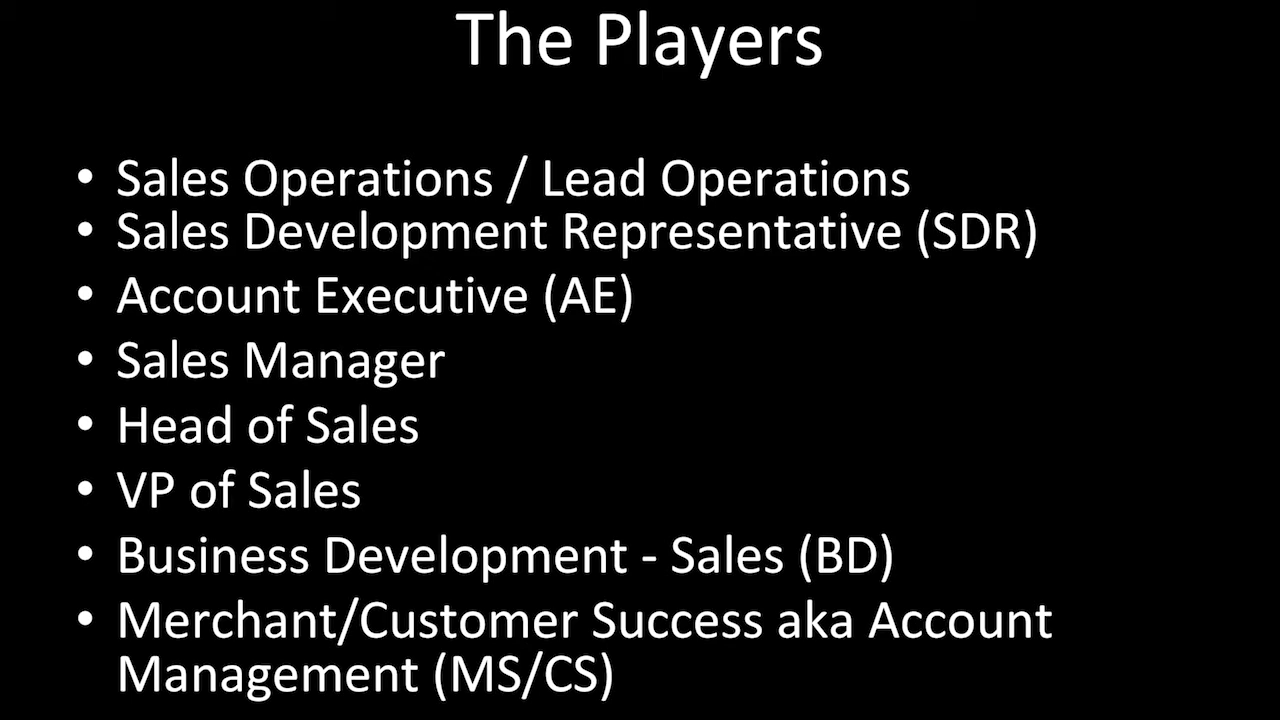 The Players
• Sales Operations / Lead Operations
• Sales Development Representative (SDR)
• Account Executive (AE)
• Sales Manager
• Head of Sales
• VP of Sales
• Business Development - Sales (BD)
• Merchant/Customer Success aka Account
Management (MS/CS)